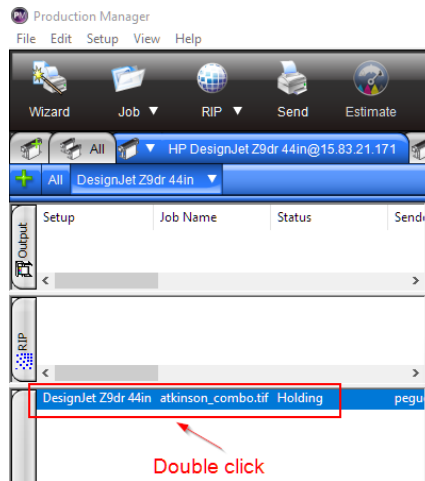 Production Manager
File Edit Setup View Help
Wizard Job RIP Send Estimate
All HP DesignJet Z9dr 44in@15.83.21.171
All DesignJet Z9dr 44in
Setup Job Name Status Sende
Output
RIP
DesignJet Z9dr 44in atkinson_combo.tif Holding pegu
Double click